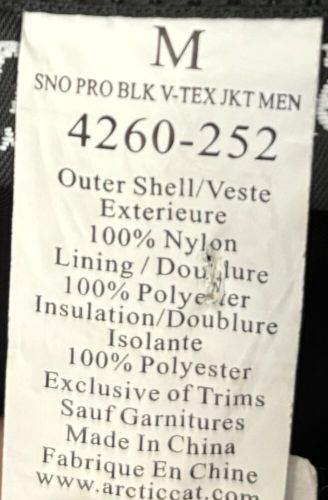 M
SNO PRO BLK V-TEX JKT MEN
4260-252
Outer Shell/Veste
Exterieure
100% Nylon
Lining / Doublure
100% Polyester
Insulation/Doublure
Isolante
100% Polyester
Exclusive of Trims
Sauf Garnitures
Made In China
Fabrique En Chine
www.arcticcat.com